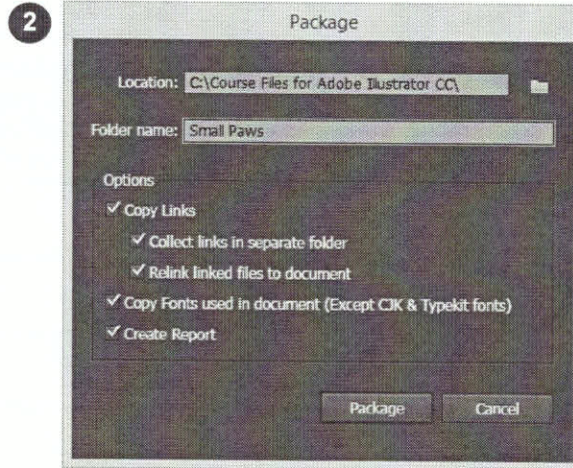 2
Package
Location: C:\Course Files for Adobe Illustrator CC\
Folder name: Small Paws
Options
Copy Links
Collect links in separate folder
Relink linked files to document
Copy Fonts used in document (Except CJK & Typekit fonts)
Create Report
Package Cancel